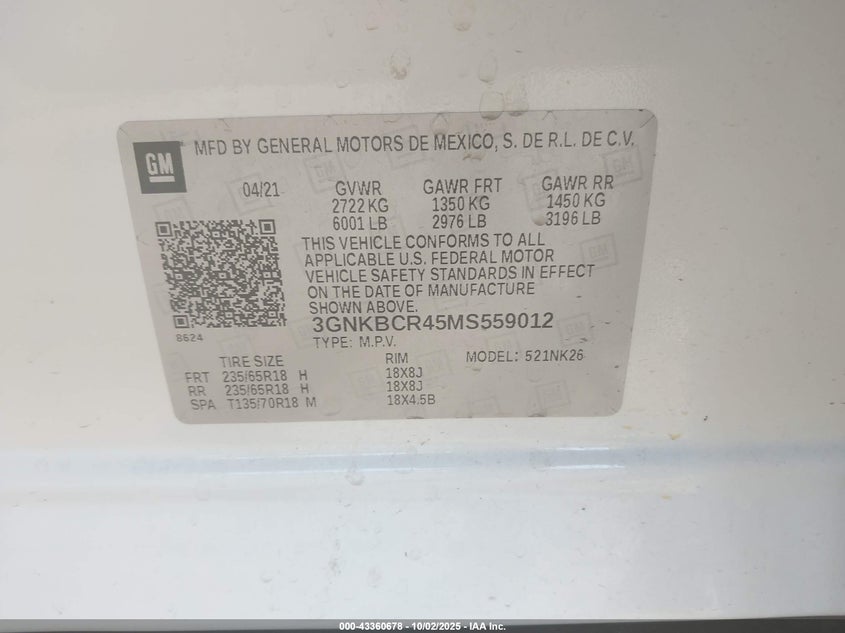 GM
MFD BY GENERAL MOTORS DE MEXICO, S. DE R.L. DE C.V.
04/21 GVWR GAWR FRT GAWR RR
2722 KG 1350 KG 1450 KG
6001 LB 2976 LB 3196 LB
THIS VEHICLE CONFORMS TO ALL
APPLICABLE U.S. FEDERAL MOTOR
VEHICLE SAFETY STANDARDS IN EFFECT
ON THE DATE OF MANUFACTURE
SHOWN ABOVE.
8624
3GNKBCR45MS559012
TYPE: M.P.V.
TIRE SIZE RIM MODEL: 521NK26
FRT 235/65R18 H 18X8J
RR 235/65R18 H 18X8J
SPA T135/70R18 M 18X4.5B
000-43360678 - 10/02/2025 - IAA Inc.